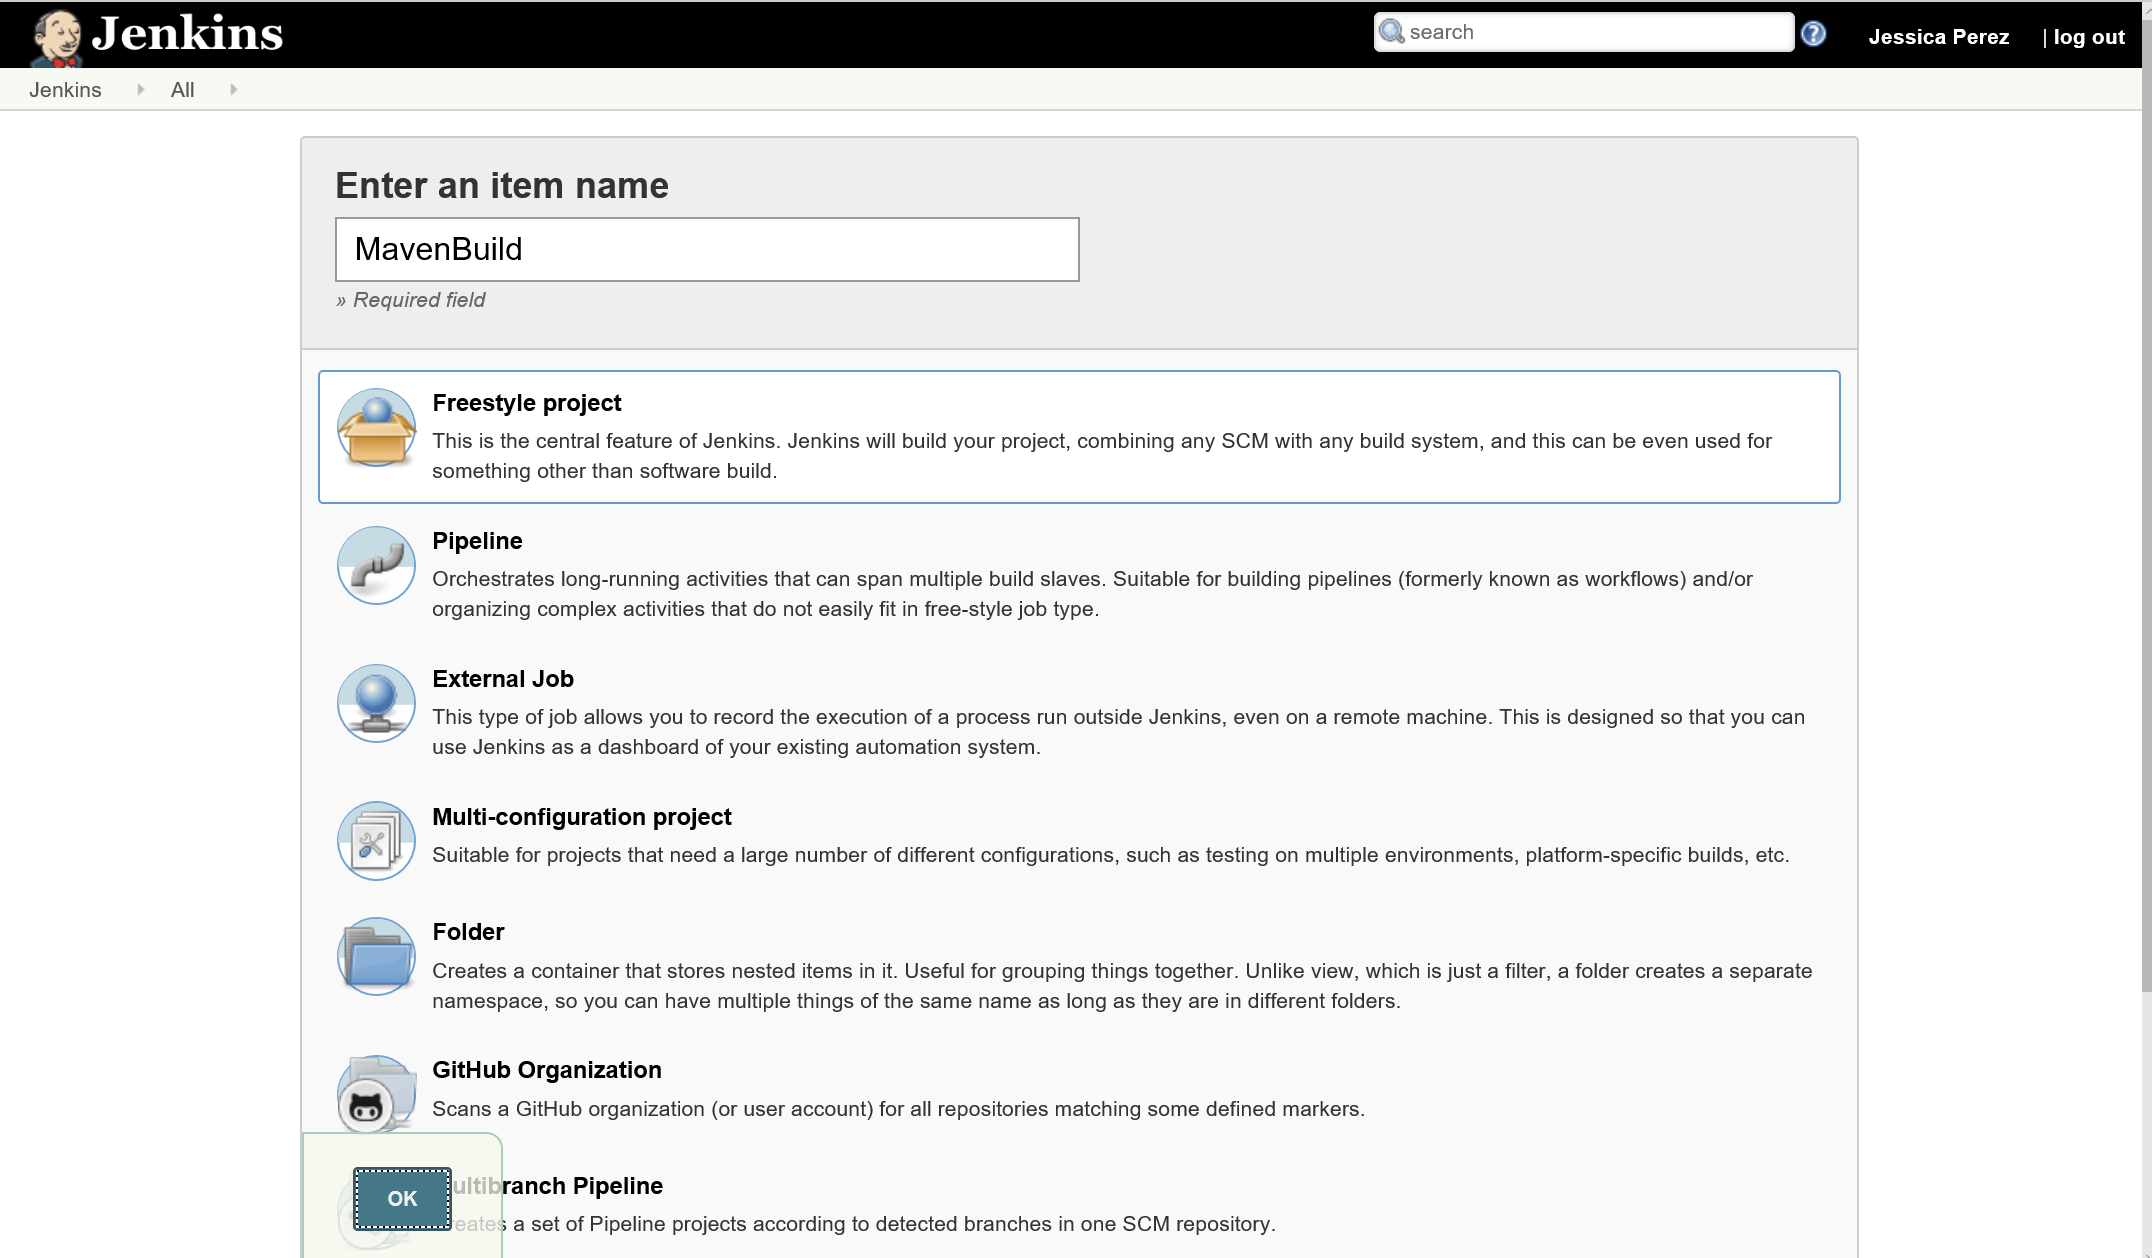 Jenkins
search
Jessica Perez | log out
Jenkins All
Enter an item name
MavenBuild
» Required field
Freestyle project
This is the central feature of Jenkins. Jenkins will build your project, combining any SCM with any build system, and this can be even used for
something other than software build.
Pipeline
Orchestrates long-running activities that can span multiple build slaves. Suitable for building pipelines (formerly known as workflows) and/or
organizing complex activities that do not easily fit in free-style job type.
External Job
This type of job allows you to record the execution of a process run outside Jenkins, even on a remote machine. This is designed so that you can
use Jenkins as a dashboard of your existing automation system.
Multi-configuration project
Suitable for projects that need a large number of different configurations, such as testing on multiple environments, platform-specific builds, etc.
Folder
Creates a container that stores nested items in it. Useful for grouping things together. Unlike view, which is just a filter, a folder creates a separate
namespace, so you can have multiple things of the same name as long as they are in different folders.
GitHub Organization
Scans a GitHub organization (or user account) for all repositories matching some defined markers.
ultibranch Pipeline
OK
reates a set of Pipeline projects according to detected branches in one SCM repository.